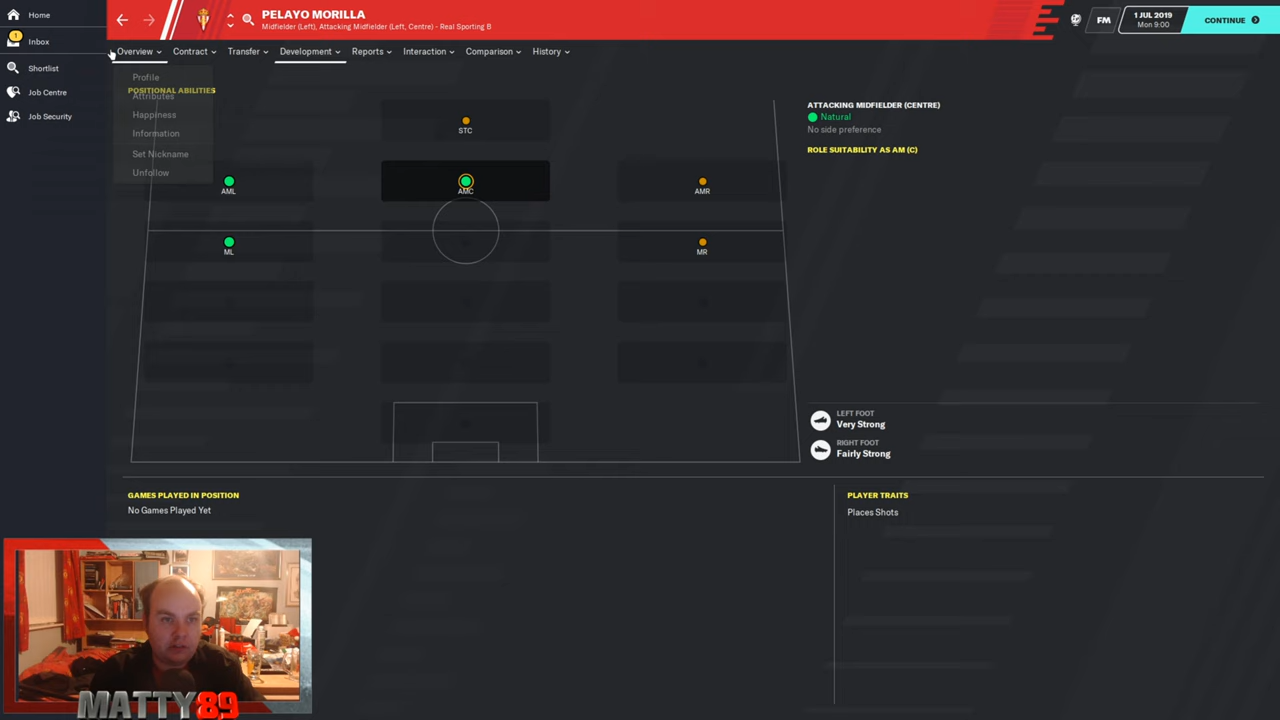 Home
Inbox
1
Shortlist
Job Centre
Job Security
PELAYO MORILLA
Midfielder (Left), Attacking Midfielder (Left, Centre) - Real Sporting B
FM
1 JUL 2019
Mon 9:00
CONTINUE
Overview
Contract
Transfer
Development
Reports
Interaction
Comparison
History
Profile
POSITIONAL ABILITIES
Attributes
Happiness
Information
Set Nickname
Unfollow
STC
AML
AMC
AMR
ML
MR
ATTACKING MIDFIELDER (CENTRE)
Natural
No side preference
ROLE SUITABILITY AS AM (C)
LEFT FOOT
Very Strong
RIGHT FOOT
Fairly Strong
GAMES PLAYED IN POSITION
No Games Played Yet
PLAYER TRAITS
Places Shots
MATTY89